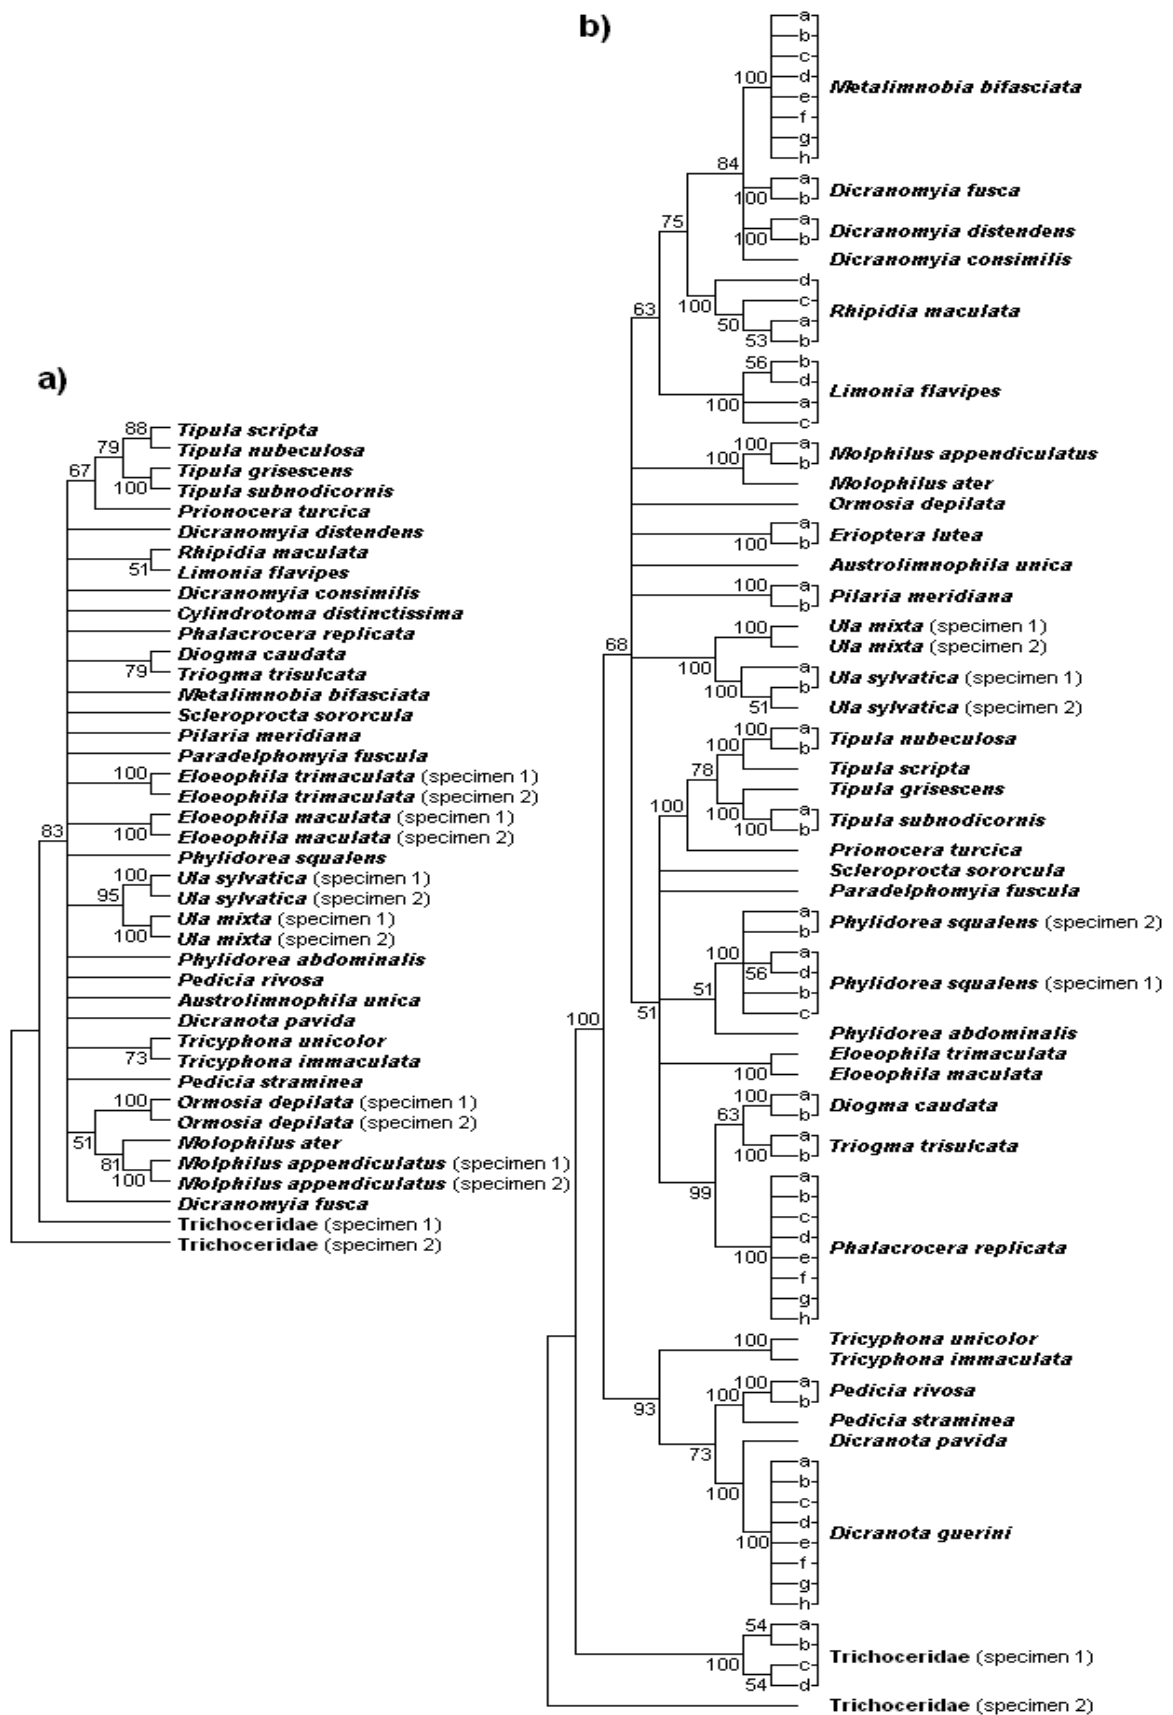 a)
88
Tipula scripta
79
Tipula nubeculosa
67
Tipula grisescens
100
Tipula subnodicornis
Prionocera turcica
Dicranomyia distendens
Rhipidia maculata
51
Limonia flavipes
Dicranomyia consimilis
Cylindrotoma distinctissima
Phalacrocera replicata
Diogma caudata
79
Triogma trisulcata
Metalimnobia bifasciata
Scleroprocta sororcula
Pilaria meridiana
Paradelphomyia fuscula
100
Eloeophila trimaculata (specimen 1)
Eloeophila trimaculata (specimen 2)
Eloeophila maculata (specimen 1)
83
100
Eloeophila maculata (specimen 2)
Phylidorea squalens
100
Ula sylvatica (specimen 1)
95
Ula sylvatica (specimen 2)
Ula mixta (specimen 1)
100
Ula mixta (specimen 2)
Phylidorea abdominalis
Pedicia rivosa
Austrolimnophila unica
Dicranota pavida
Tricyphona unicolor
73
Tricyphona immaculata
Pedicia straminea
100
Ormosia depilata (specimen 1)
Ormosia depilata (specimen 2)
51
Molophilus ater
81
Molphilus appendiculatus (specimen 1)
100
Molphilus appendiculatus (specimen 2)
Dicranomyia fusca
Trichoceridae (specimen 1)
Trichoceridae (specimen 2)
b)
a
b
c
100
d
Metalimnobia bifasciata
e
f
g
h
84
a
Dicranomyia fusca
100
b
75
a
Dicranomyia distendens
100
b
Dicranomyia consimilis
d
100
c
Rhipidia maculata
63
50
a
53
b
56
b
d
Limonia flavipes
100
a
c
100
a
Molphilus appendiculatus
100
b
Molophilus ater
Ormosia depilata
a
Erioptera lutea
100
b
Austrolimnophila unica
a
Pilaria meridiana
100
b
100
Ula mixta (specimen 1)
68
Ula mixta (specimen 2)
100
a
Ula sylvatica (specimen 1)
100
b
51
Ula sylvatica (specimen 2)
100
a
Tipula nubeculosa
100
b
78
Tipula scripta
Tipula grisescens
100
100
a
Tipula subnodicornis
100
b
Prionocera turcica
Scleroprocta sororcula
Paradelphomyia fuscula
a
Phylidorea squalens (specimen 2)
b
100
a
56
d
Phylidorea squalens (specimen 1)
51
b
c
51
100
Phylidorea abdominalis
Eloeophila trimaculata
100
Eloeophila maculata
100
a
Diogma caudata
63
b
a
Triogma trisulcata
100
b
99
a
b
c
d
Phalacrocera replicata
100
e
f
g
h
100
Tricyphona unicolor
Tricyphona immaculata
100
a
Pedicia rivosa
100
b
93
Pedicia straminea
73
Dicranota pavida
100
a
b
c
d
Dicranota guerini
100
e
f
g
h
54
a
b
Trichoceridae (specimen 1)
100
c
54
d
Trichoceridae (specimen 2)